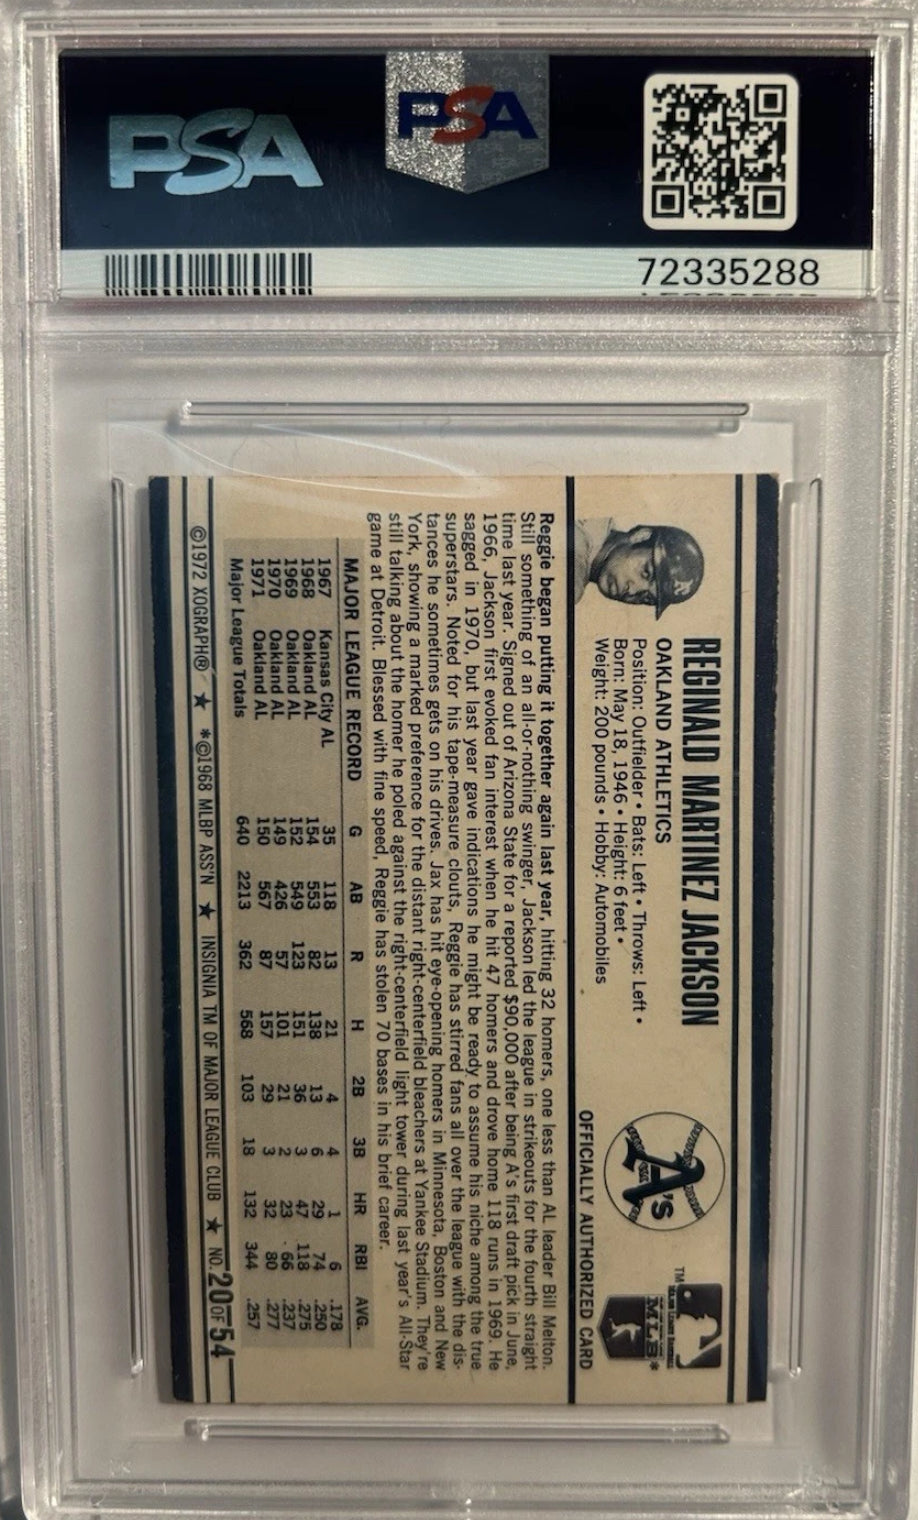 PSA
PSA
72335288
REGINALD MARTINEZ JACKSON
OAKLAND ATHLETICS
Position: Outfielder • Bats: Left • Throws: Left •
Born: May 18, 1946 • Height: 6 feet •
Weight: 200 pounds • Hobby: Automobiles
A's
TM
MAJOR LEAGUE BASEBALL
MLB*
OFFICIALLY AUTHORIZED CARD
Reggie began putting it together again last year, hitting 32 homers, one less than AL leader Bill Melton.
Still something of an all-or-nothing swinger, Jackson led the league in strikeouts for the fourth straight
time last year. Signed out of Arizona State for a reported $90,000 after being A's first draft pick in June,
1966, Jackson first evoked fan interest when he hit 47 homers and drove home 118 runs in 1969. He
sagged in 1970, but last year gave indications he might be ready to assume his niche among the true
superstars. Noted for his tape-measure clouts, Reggie has stirred fans all over the league with the dis-
tances he sometimes gets on his drives. Jax has hit eye-opening homers in Minnesota, Boston and New
York, showing a marked preference for the distant right-centerfield bleachers at Yankee Stadium. They're
still talking about the homer he poled against the right-centerfield light tower during last year's All-Star
game at Detroit. Blessed with fine speed, Reggie has stolen 70 bases in his brief career.
MAJOR LEAGUE RECORD G AB R H 2B 3B HR RBI AVG.
1967 Kansas City AL 35 118 13 21 4 4 1 6 .178
1968 Oakland AL 154 553 82 138 13 6 29 74 .250
1969 Oakland AL 152 549 123 151 36 3 47 118 .275
1970 Oakland AL 149 426 57 101 21 2 23 66 .237
1971 Oakland AL 150 567 87 157 29 3 32 80 .277
Major League Totals 640 2213 362 568 103 18 132 344 .257
©1972 XOGRAPH® ★ *©1968 MLBP ASS'N ★ INSIGNIA TM OF MAJOR LEAGUE CLUB ★ NO. 20 OF 54